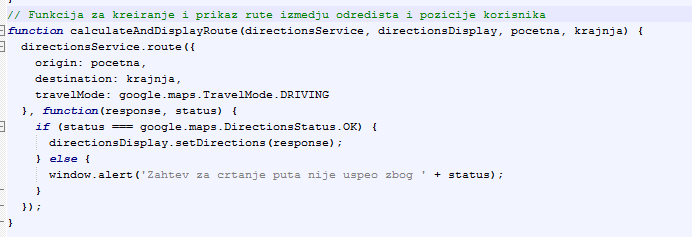 // Funkcija za kreiranje i prikaz rute izmedju odredista i pozicije korisnika
function calculateAndDisplayRoute(directionsService, directionsDisplay, pocetna, krajnja) {
  directionsService.route({
    origin: pocetna,
    destination: krajnja,
    travelMode: google.maps.TravelMode.DRIVING
  }, function(response, status) {
    if (status === google.maps.DirectionsStatus.OK) {
      directionsDisplay.setDirections(response);
    } else {
      window.alert('Zahtev za crtanje puta nije uspeo zbog ' + status);
    }
  });
}